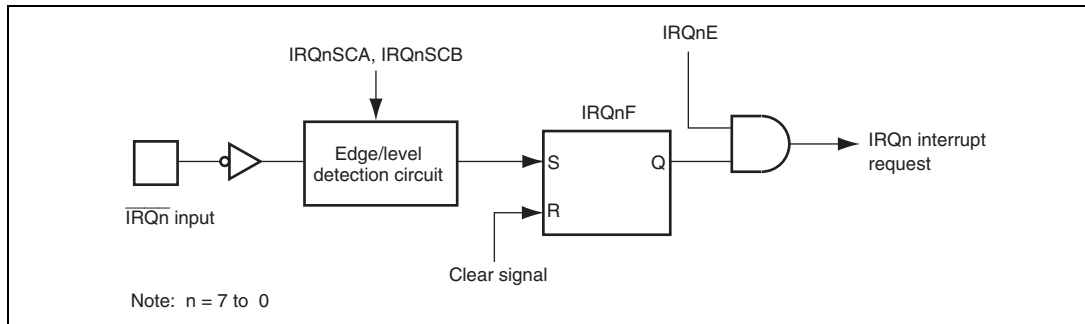 IRQnE
IRQnSCA, IRQnSCB
IRQnF
Edge/level
detection circuit
S
Q
R
IRQn interrupt
request
IRQn input
Clear signal
Note: n = 7 to 0